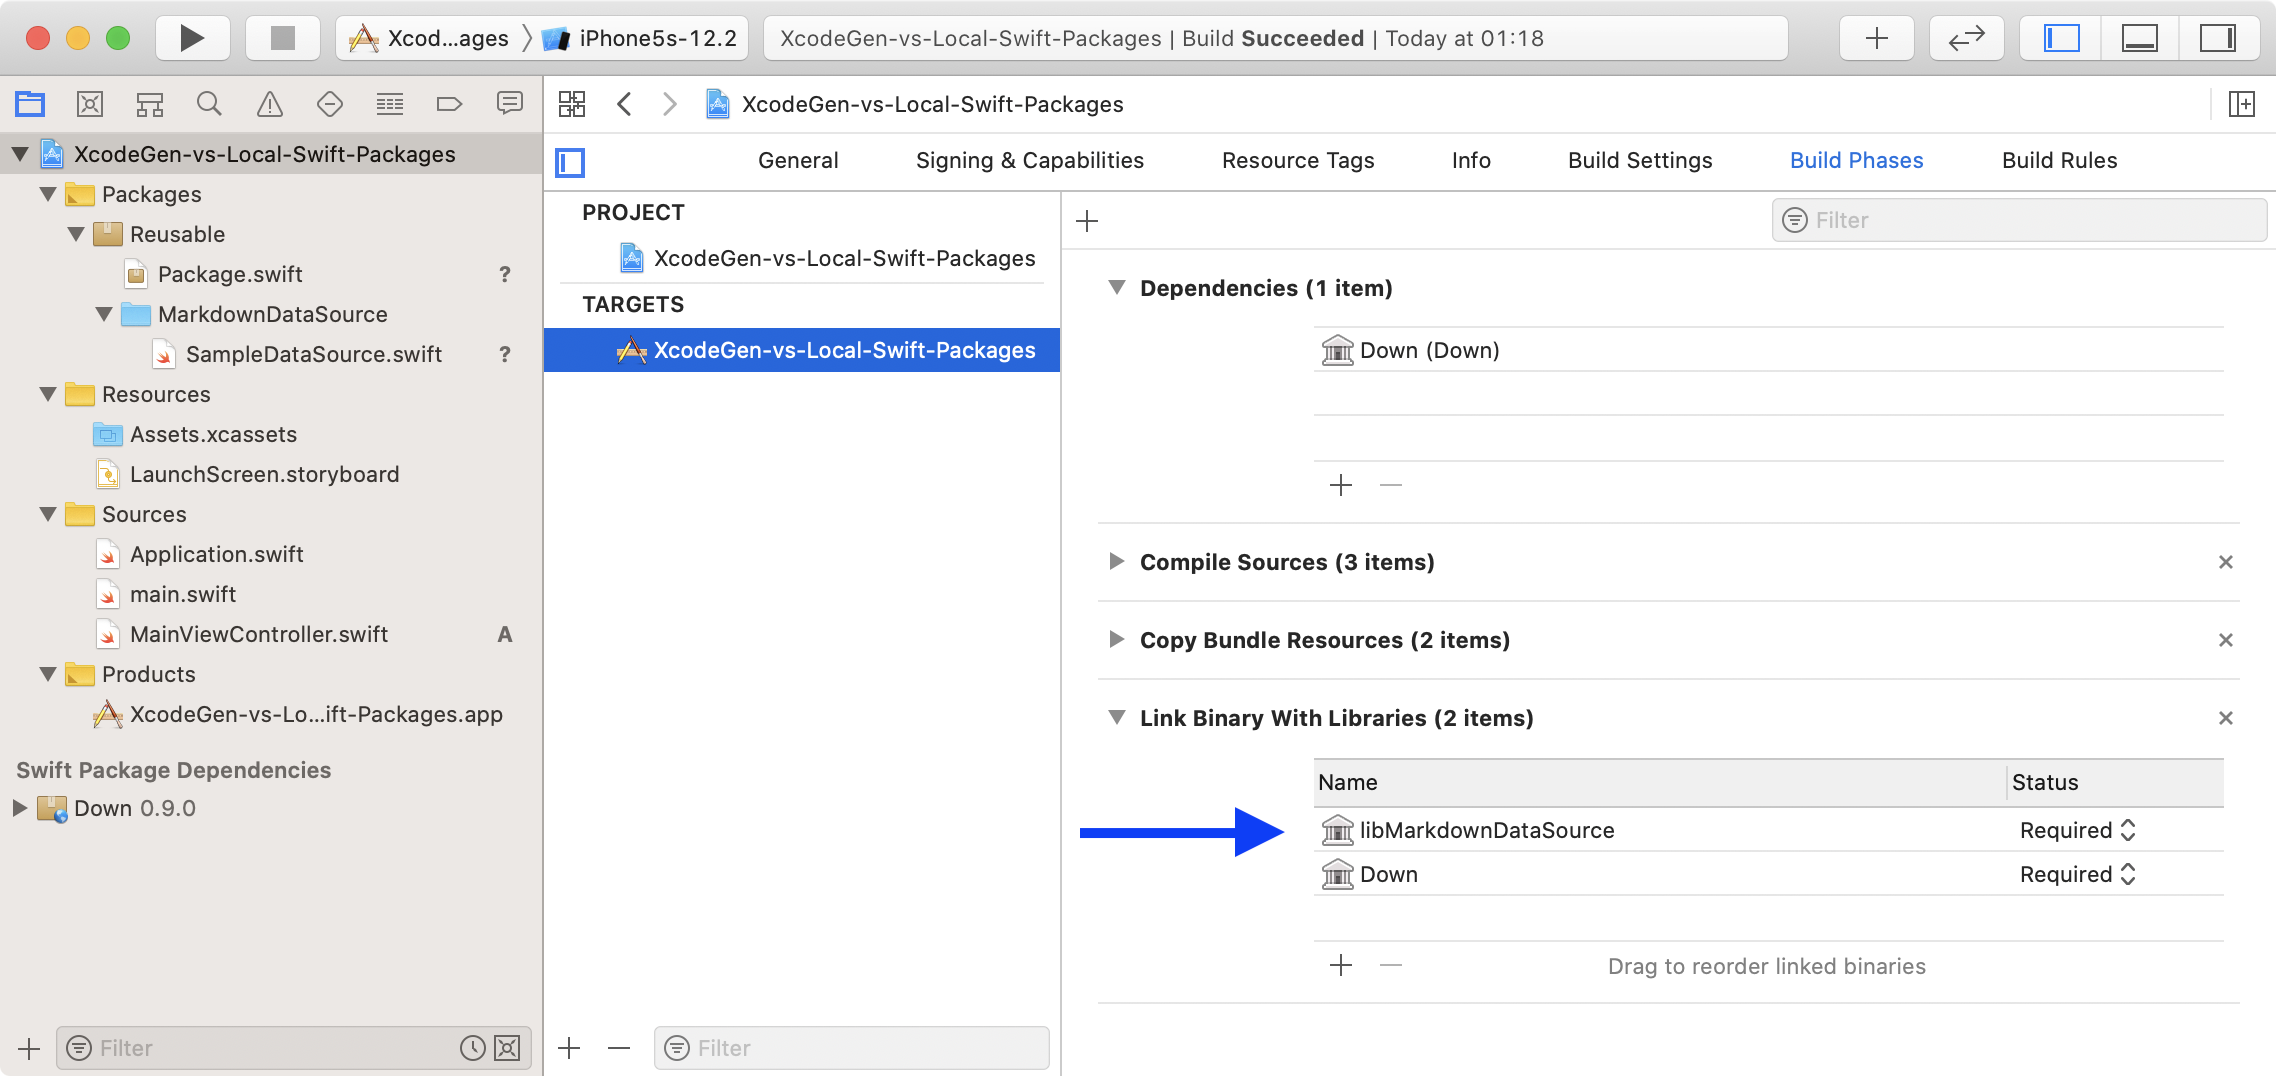 Xcod...ages
iPhone5s-12.2
XcodeGen-vs-Local-Swift-Packages | Build Succeeded | Today at 01:18
XcodeGen-vs-Local-Swift-Packages
Packages
Reusable
Package.swift ?
MarkdownDataSource
SampleDataSource.swift ?
Resources
Assets.xcassets
LaunchScreen.storyboard
Sources
Application.swift
main.swift
MainViewController.swift A
Products
XcodeGen-vs-Lo...ift-Packages.app
Swift Package Dependencies
Down 0.9.0
Filter
XcodeGen-vs-Local-Swift-Packages
General Signing & Capabilities Resource Tags Info Build Settings Build Phases Build Rules
PROJECT
XcodeGen-vs-Local-Swift-Packages
TARGETS
XcodeGen-vs-Local-Swift-Packages
Filter
Filter
Dependencies (1 item)
Down (Down)
Compile Sources (3 items)
Copy Bundle Resources (2 items)
Link Binary With Libraries (2 items)
Name Status
libMarkdownDataSource Required
Down Required
Drag to reorder linked binaries